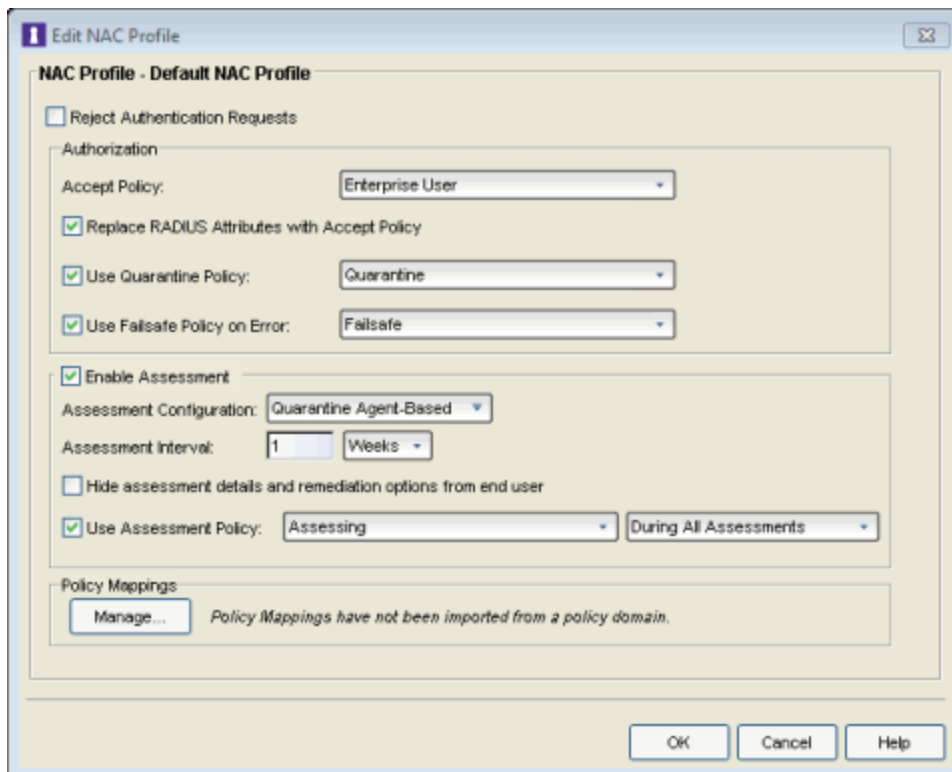 Edit NAC Profile
NAC Profile - Default NAC Profile
Reject Authentication Requests
Authorization
Accept Policy: Enterprise User
Replace RADIUS Attributes with Accept Policy
Use Quarantine Policy: Quarantine
Use Failsafe Policy on Error: Failsafe
Enable Assessment
Assessment Configuration: Quarantine Agent-Based
Assessment Interval: 1 Weeks
Hide assessment details and remediation options from end user
Use Assessment Policy: Assessing During All Assessments
Policy Mappings
Manage... Policy Mappings have not been imported from a policy domain.
OK Cancel Help